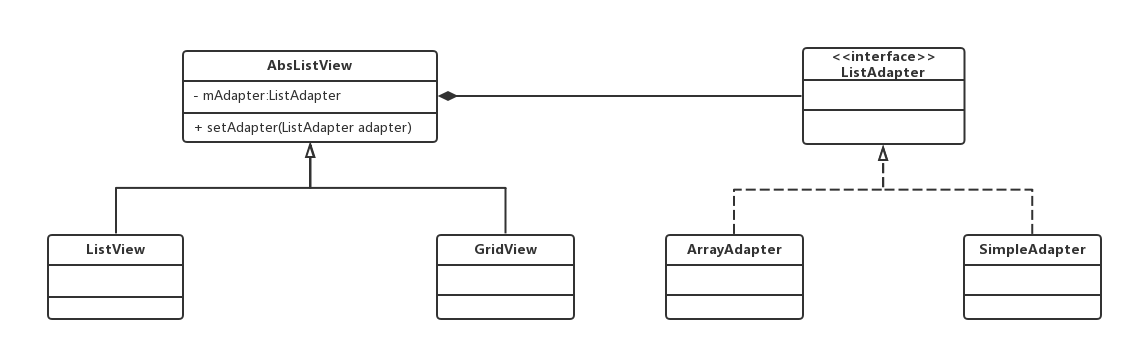 AbsListView
- mAdapter:ListAdapter
+ setAdapter(ListAdapter adapter)
<<interface>>
ListAdapter
ListView
GridView
ArrayAdapter
SimpleAdapter